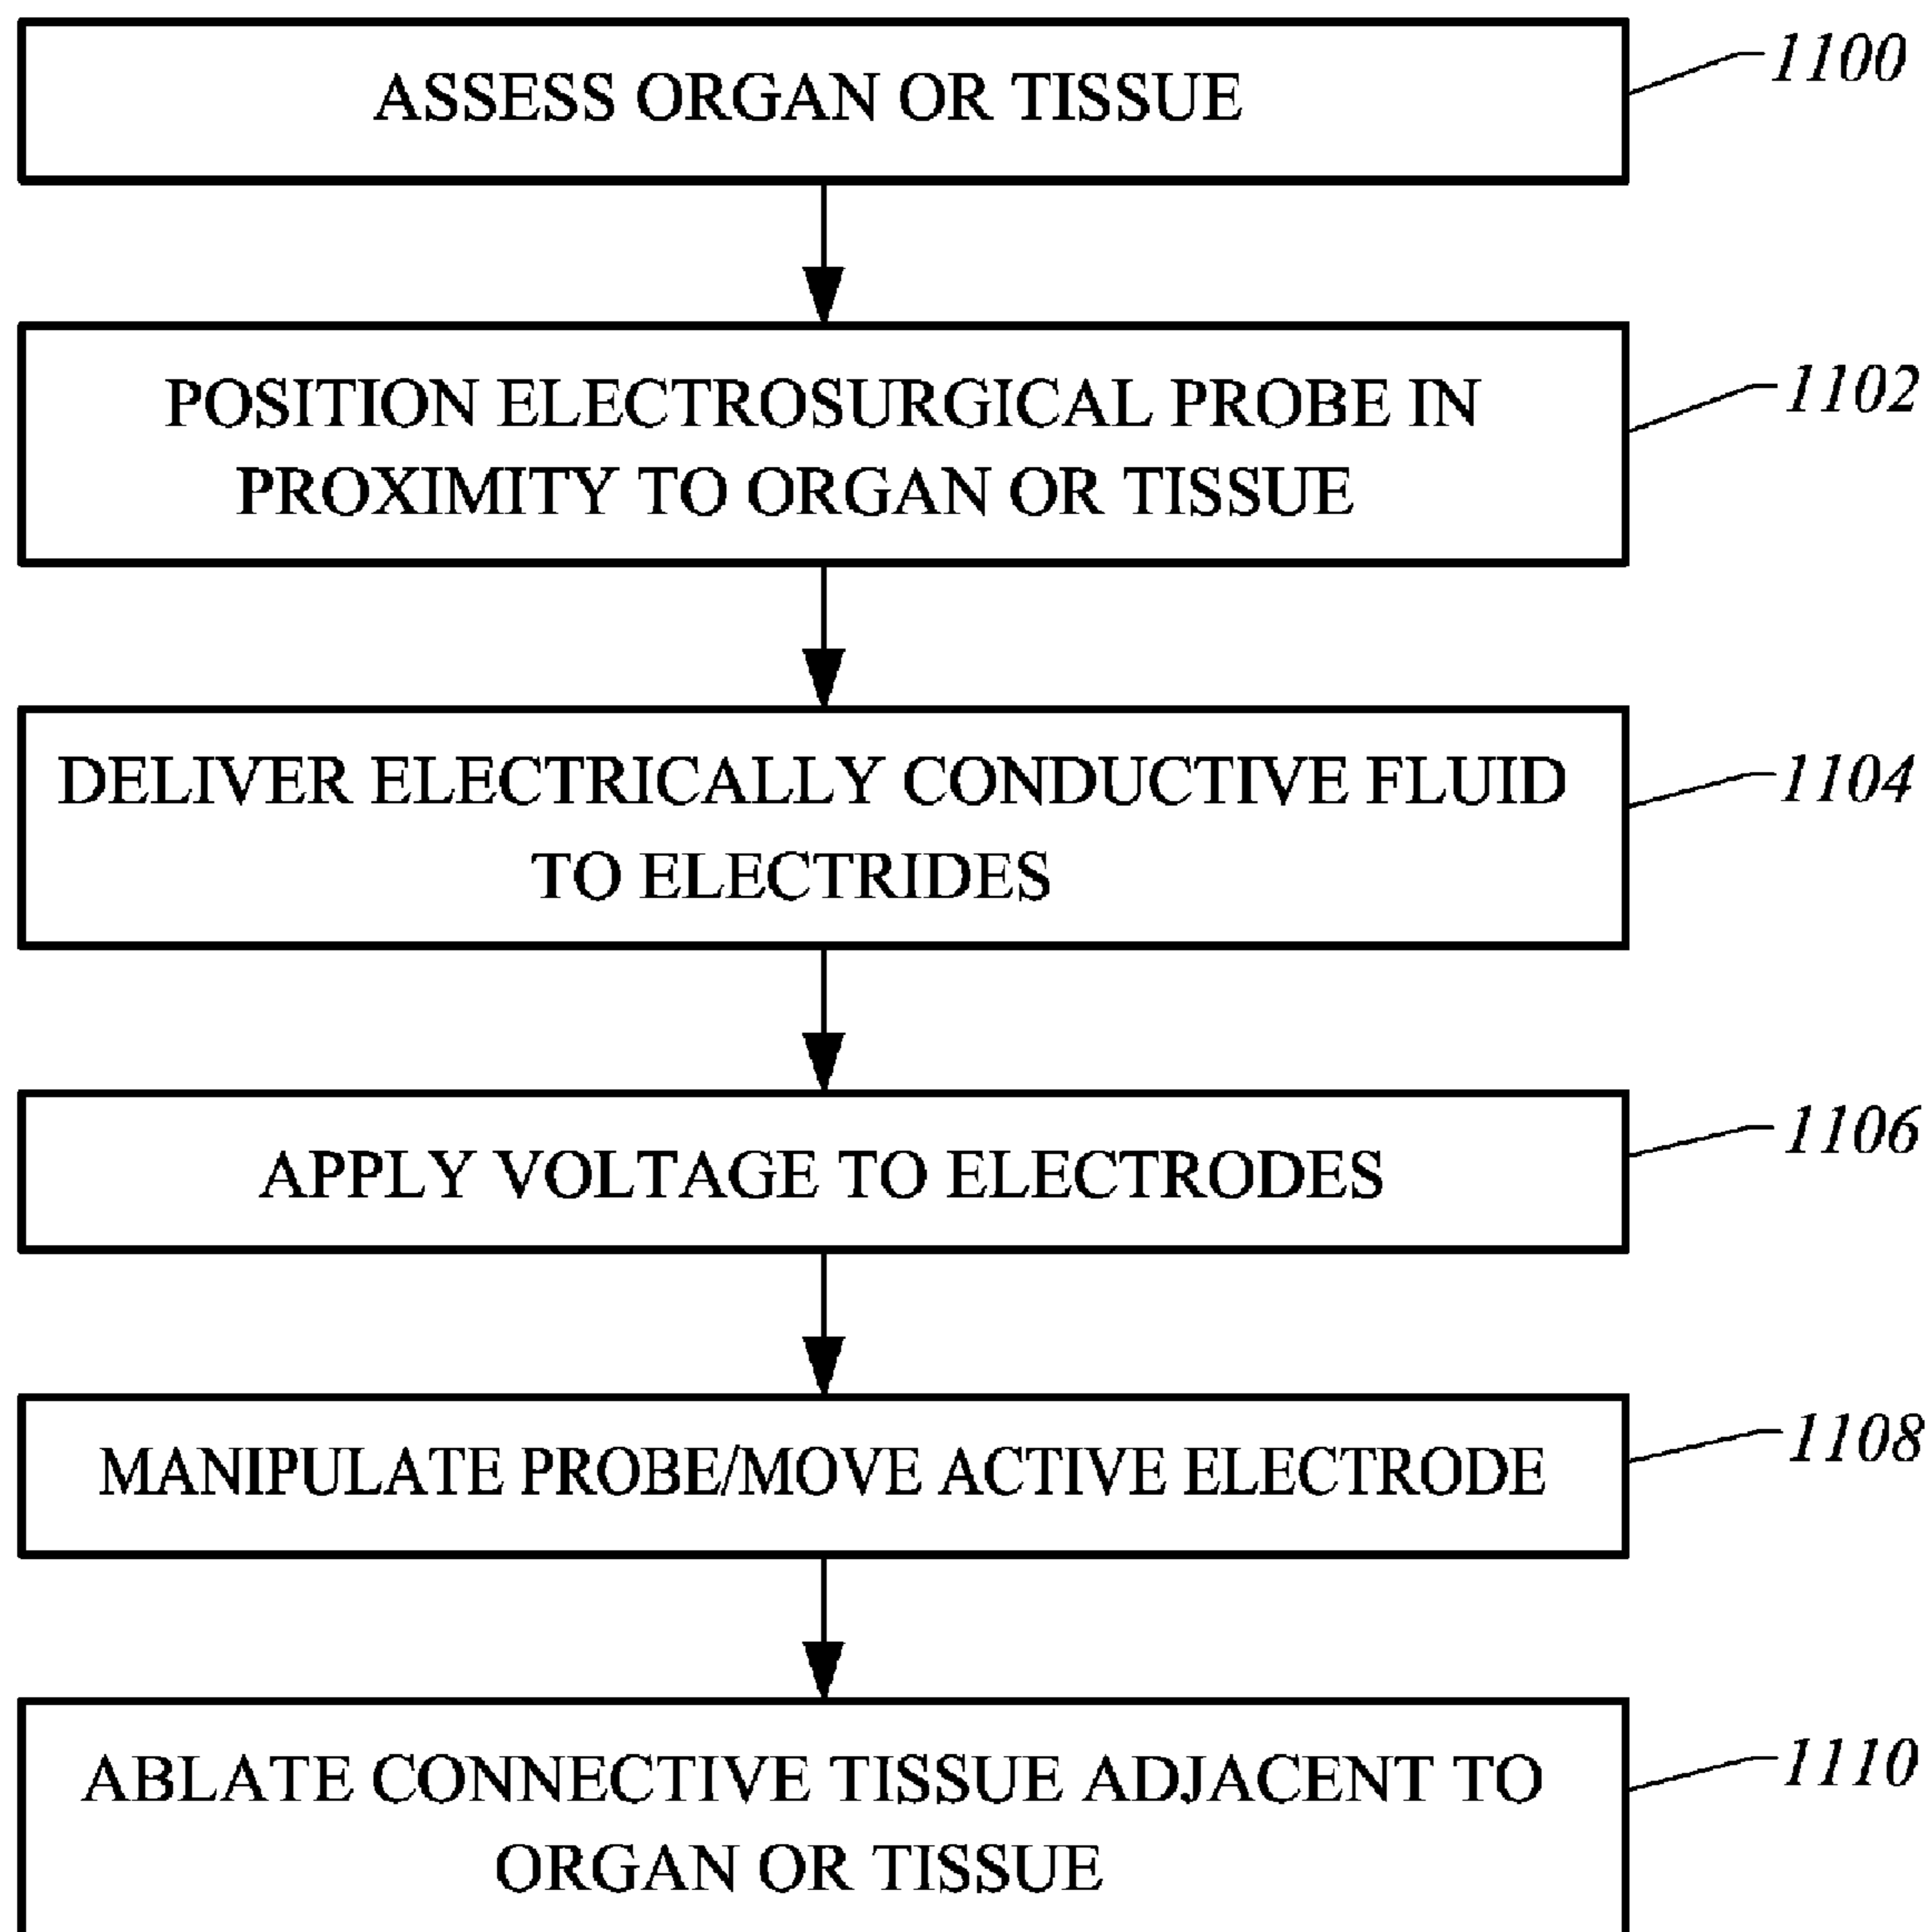 ASSESS ORGAN OR TISSUE
1100
POSITION ELECTROSURGICAL PROBE IN
PROXIMITY TO ORGAN OR TISSUE
1102
DELIVER ELECTRICALLY CONDUCTIVE FLUID
TO ELECTRIDES
1104
APPLY VOLTAGE TO ELECTRODES
1106
MANIPULATE PROBE/MOVE ACTIVE ELECTRODE
1108
ABLATE CONNECTIVE TISSUE ADJACENT TO
ORGAN OR TISSUE
1110